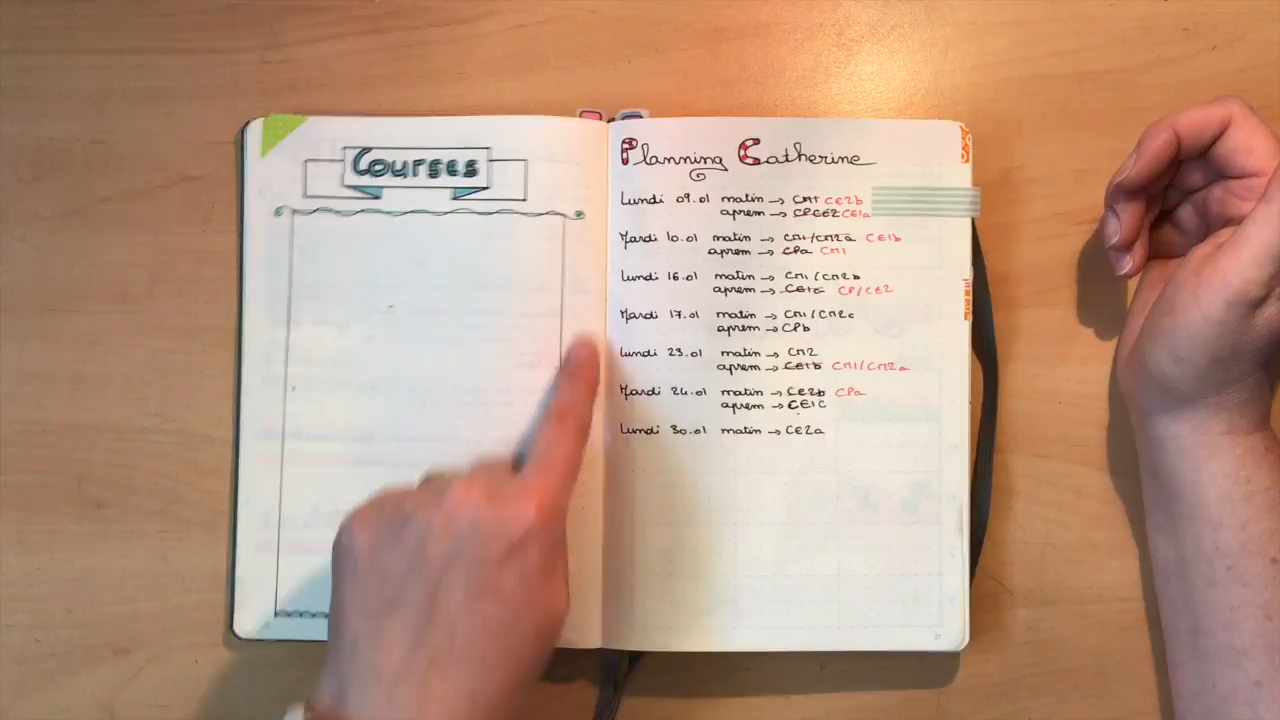 Courses
Planning Catherine
Lundi 09.01 matin → CM1 CE2b
aprem → CPCE2 CE1a
Mardi 10.01 matin → CM1/CM2a CE1b
aprem → CPa CM1
Lundi 16.01 matin → CM1/CM2b
aprem → CE1c CP/CE2
Mardi 17.01 matin → CM1/CM2c
aprem → CPb
Lundi 23.01 matin → CM2
aprem → CE1b CM1/CM2a
Mardi 24.01 matin → CE2b CPa
aprem → CE1C
Lundi 30.01 matin → CE2a